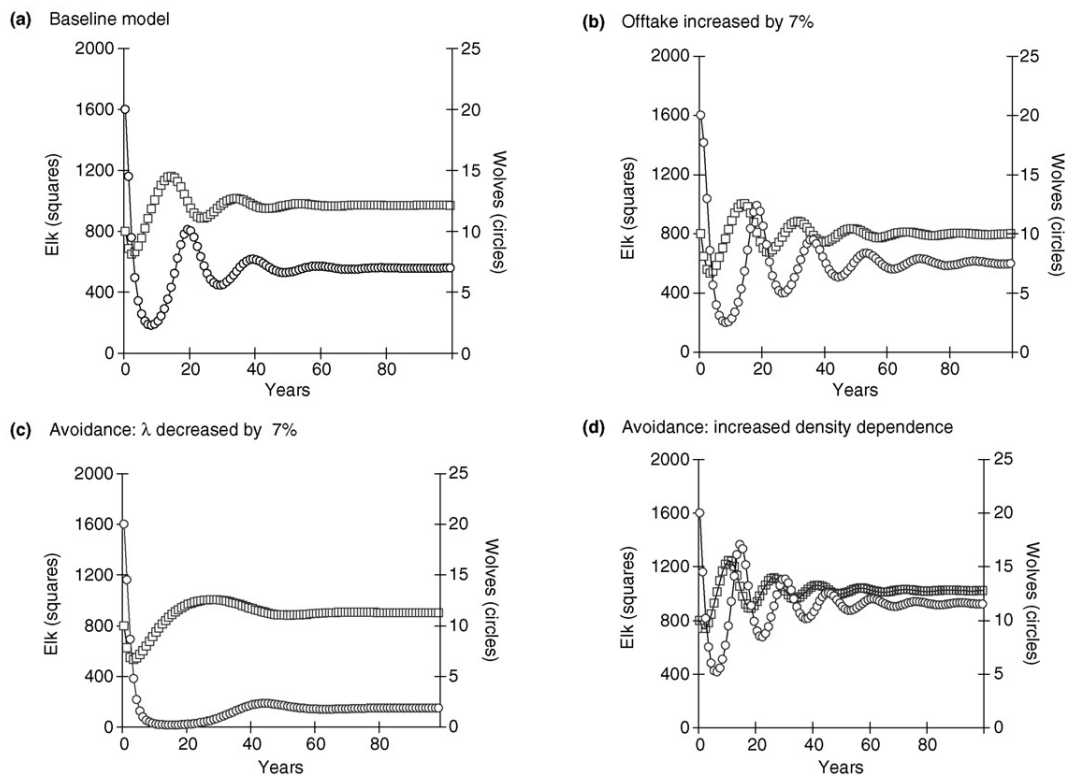 (a) Baseline model
2000
1600
1200
800
400
0
Elk (squares)
25
20
15
10
5
0
Wolves (circles)
0 20 40 60 80
Years
(b) Offtake increased by 7%
2000
1600
1200
800
400
0
Elk (squares)
25
20
15
10
5
0
Wolves (circles)
0 20 40 60 80
Years
(c) Avoidance: λ decreased by 7%
2000
1600
1200
800
400
0
Elk (squares)
25
20
15
10
5
0
Wolves (circles)
0 20 40 60 80
Years
(d) Avoidance: increased density dependence
2000
1600
1200
800
400
0
Elk (squares)
25
20
15
10
5
0
Wolves (circles)
0 20 40 60 80
Years